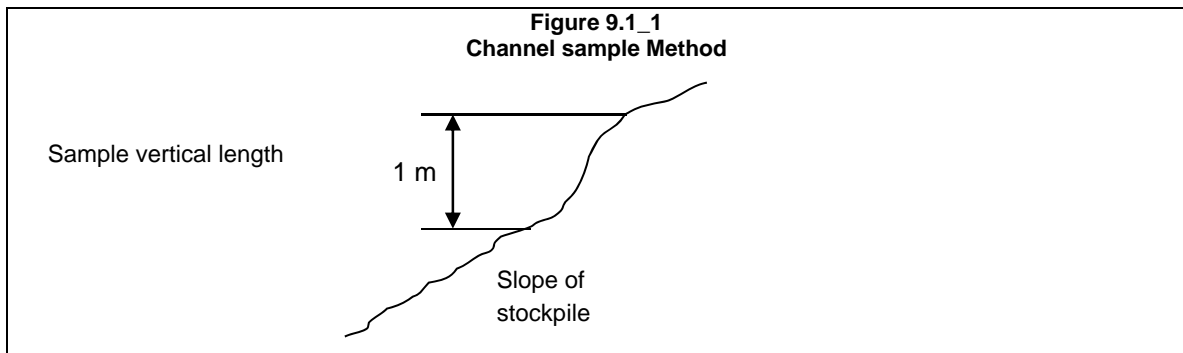 Figure 9.1_1
Channel sample Method
Sample vertical length
1 m
Slope of
stockpile